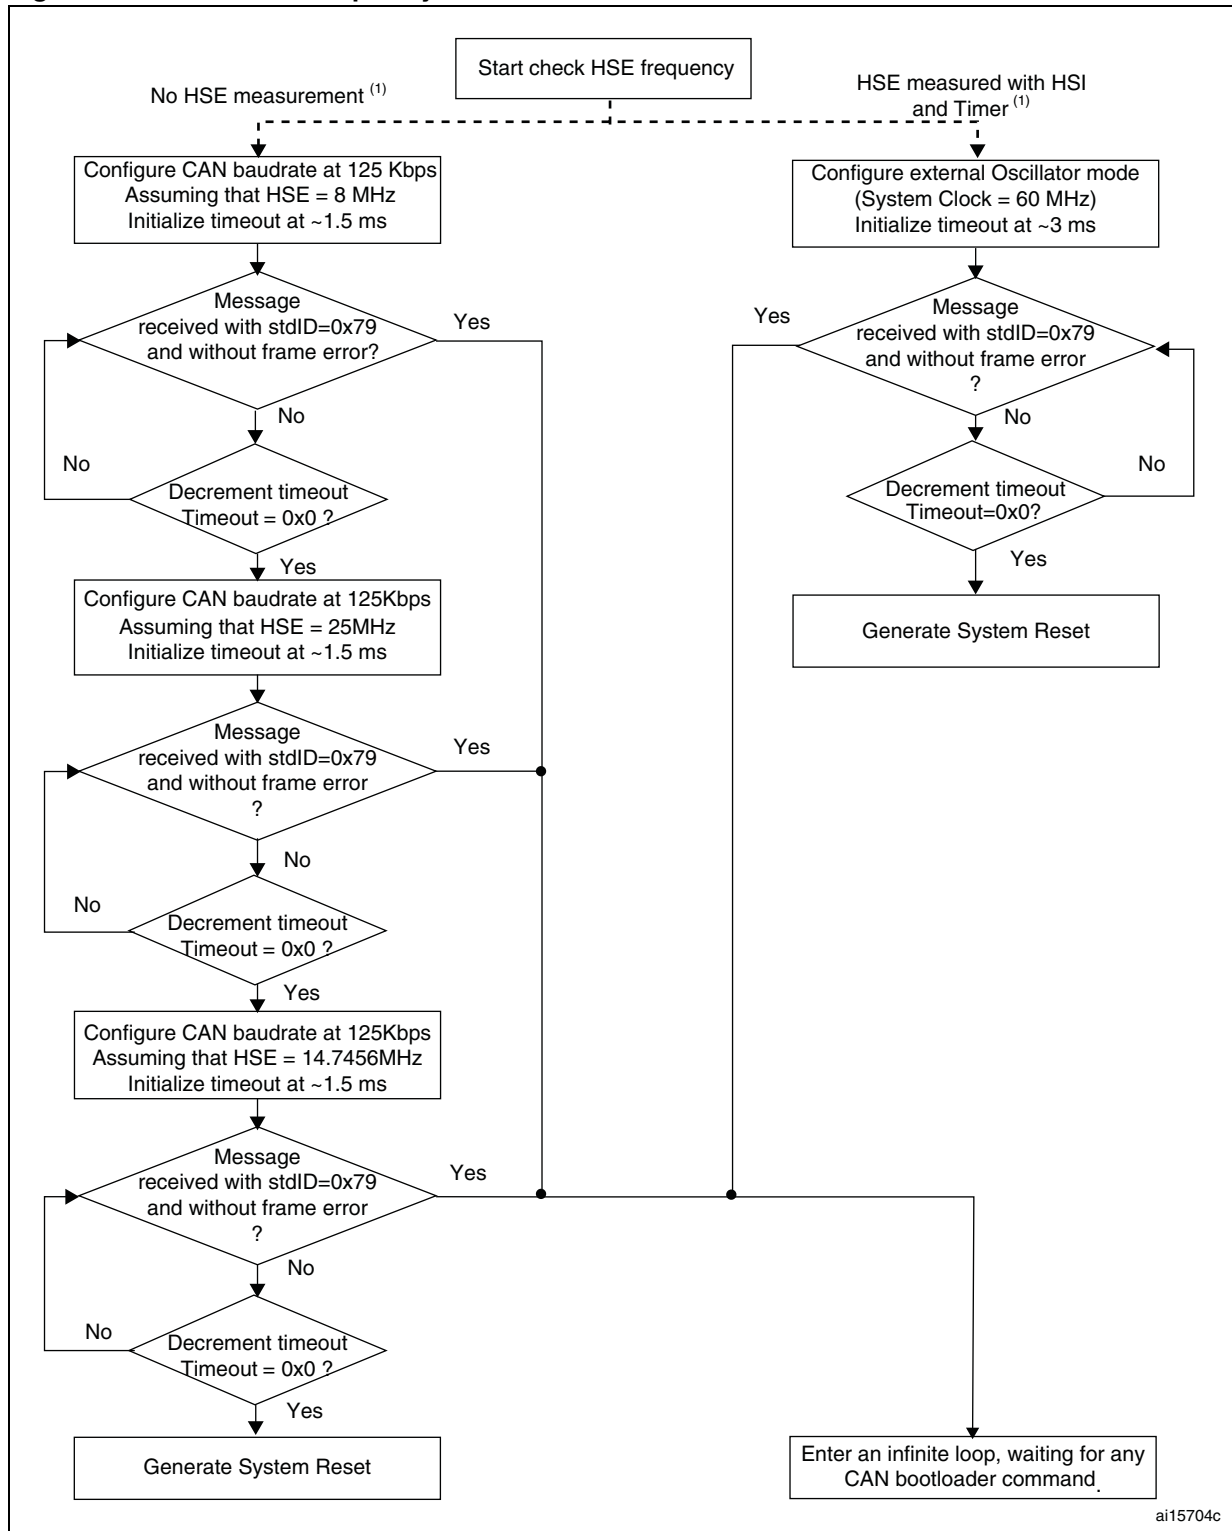 Start check HSE frequency
No HSE measurement (1)
HSE measured with HSI
and Timer (1)
Configure CAN baudrate at 125 Kbps
Assuming that HSE = 8 MHz
Initialize timeout at ~1.5 ms
Configure external Oscillator mode
(System Clock = 60 MHz)
Initialize timeout at ~3 ms
Message
received with stdID=0x79
and without frame error?
Yes
No
Decrement timeout
Timeout = 0x0 ?
No
Yes
Message
received with stdID=0x79
and without frame error
?
Yes
No
Decrement timeout
Timeout=0x0?
No
Yes
Generate System Reset
Configure CAN baudrate at 125Kbps
Assuming that HSE = 25MHz
Initialize timeout at ~1.5 ms
Message
received with stdID=0x79
and without frame error
?
Yes
No
Decrement timeout
Timeout = 0x0 ?
No
Yes
Configure CAN baudrate at 125Kbps
Assuming that HSE = 14.7456MHz
Initialize timeout at ~1.5 ms
Message
received with stdID=0x79
and without frame error
?
Yes
No
Decrement timeout
Timeout = 0x0 ?
No
Yes
Generate System Reset
Enter an infinite loop, waiting for any
CAN bootloader command.
ai15704c